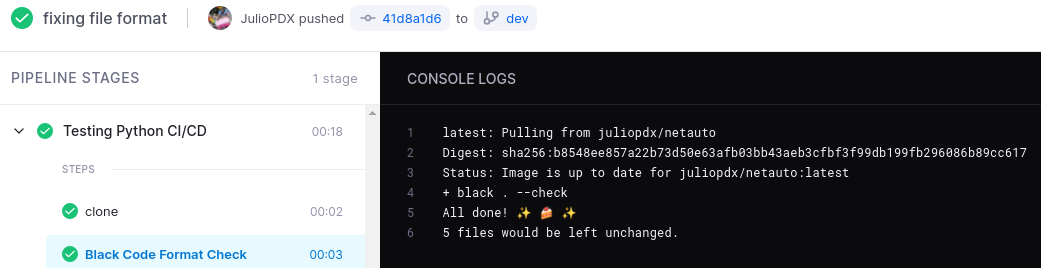 fixing file format JulioPDX pushed 41d8a1d6 to dev
PIPELINE STAGES 1 stage
Testing Python CI/CD 00:18
STEPS
clone 00:02
Black Code Format Check 00:03
CONSOLE LOGS
1 latest: Pulling from juliopdx/netauto
2 Digest: sha256:b8548ee857a22b73d50e63afb03bb43aeb3cfbf3f99db199fb296086b89cc617
3 Status: Image is up to date for juliopdx/netauto:latest
4 + black . --check
5 All done! ✨ 🍰 ✨
6 5 files would be left unchanged.